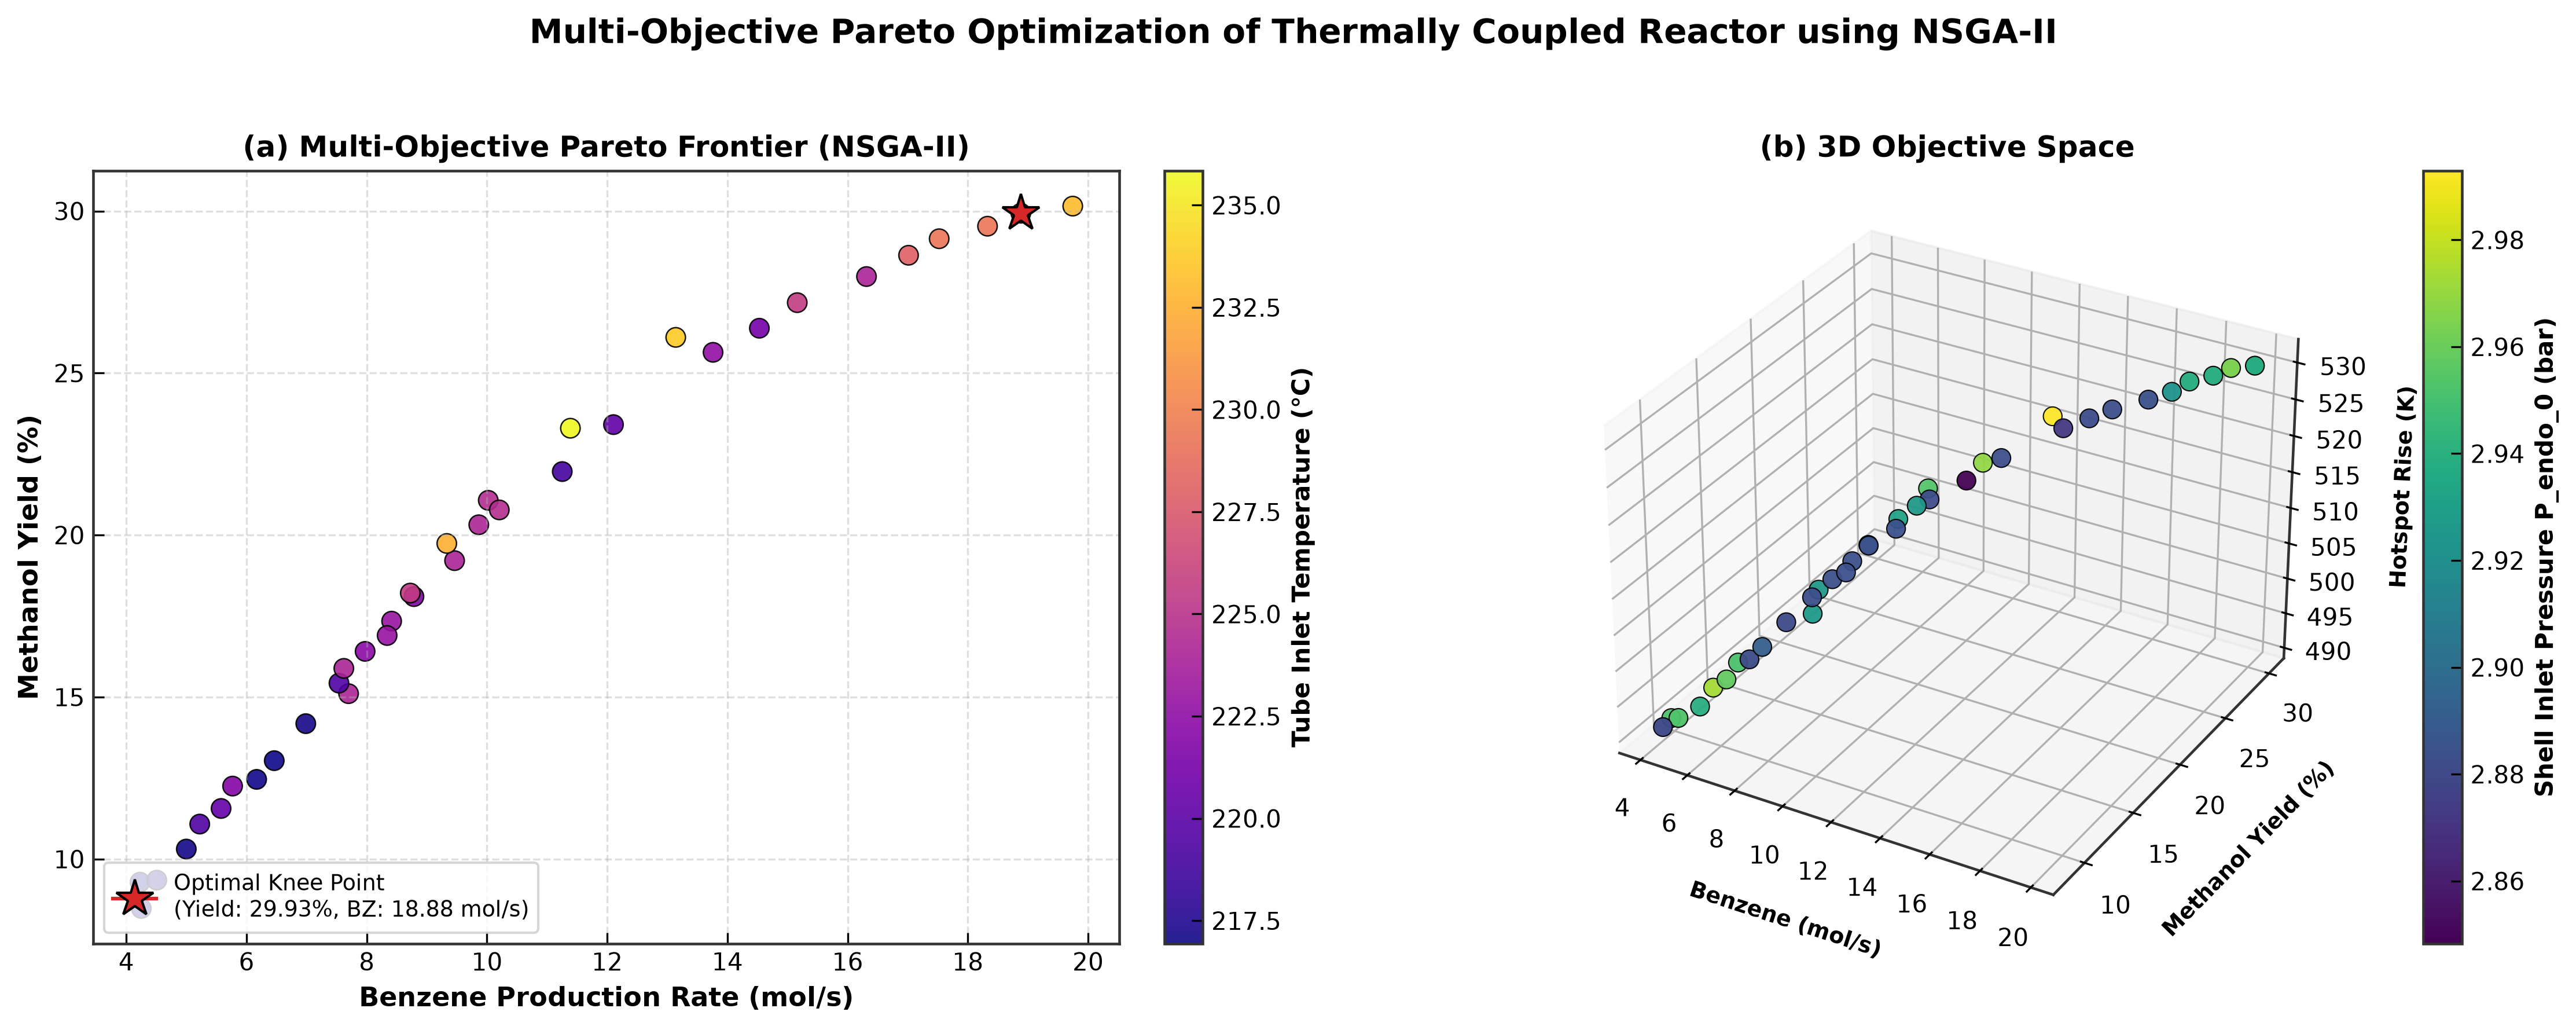 Multi-Objective Pareto Optimization of Thermally Coupled Reactor using NSGA-II
(a) Multi-Objective Pareto Frontier (NSGA-II)
Methanol Yield (%)
30
25
20
15
10
Optimal Knee Point
(Yield: 29.93%, BZ: 18.88 mol/s)
4 6 8 10 12 14 16 18 20
Benzene Production Rate (mol/s)
235.0
232.5
230.0
227.5
225.0
222.5
220.0
217.5
Tube Inlet Temperature (°C)
(b) 3D Objective Space
530
525
520
515
510
505
500
495
490
Hotspot Rise (K)
30
25
20
15
10
Methanol Yield (%)
4 6 8 10 12 14 16 18 20
Benzene (mol/s)
2.98
2.96
2.94
2.92
2.90
2.88
2.86
Shell Inlet Pressure P_endo_0 (bar)